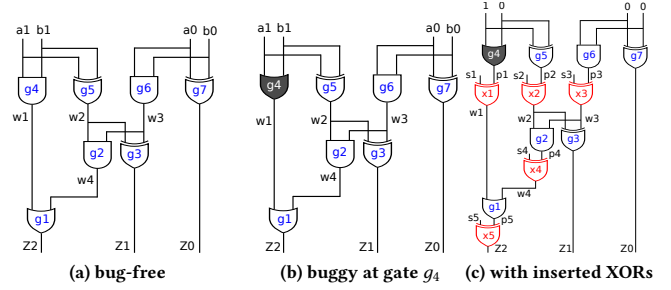 a1 b1 a0 b0
g4 g5 g6 g7
w1 w2 w3
g2 g3
w4
g1
Z2 Z1 Z0
(a) bug-free
a1 b1 a0 b0
g4 g5 g6 g7
w1 w2 w3
g2 g3
w4
g1
Z2 Z1 Z0
(b) buggy at gate g4
1 0 0 0
g4 g5 g6 g7
s1 p1 s2 p2 s3 p3
x1 x2 x3
w1 w2 w3
g2 g3
s4 p4
x4
w4
g1
s5 p5
x5
Z2 Z1 Z0
(c) with inserted XORs